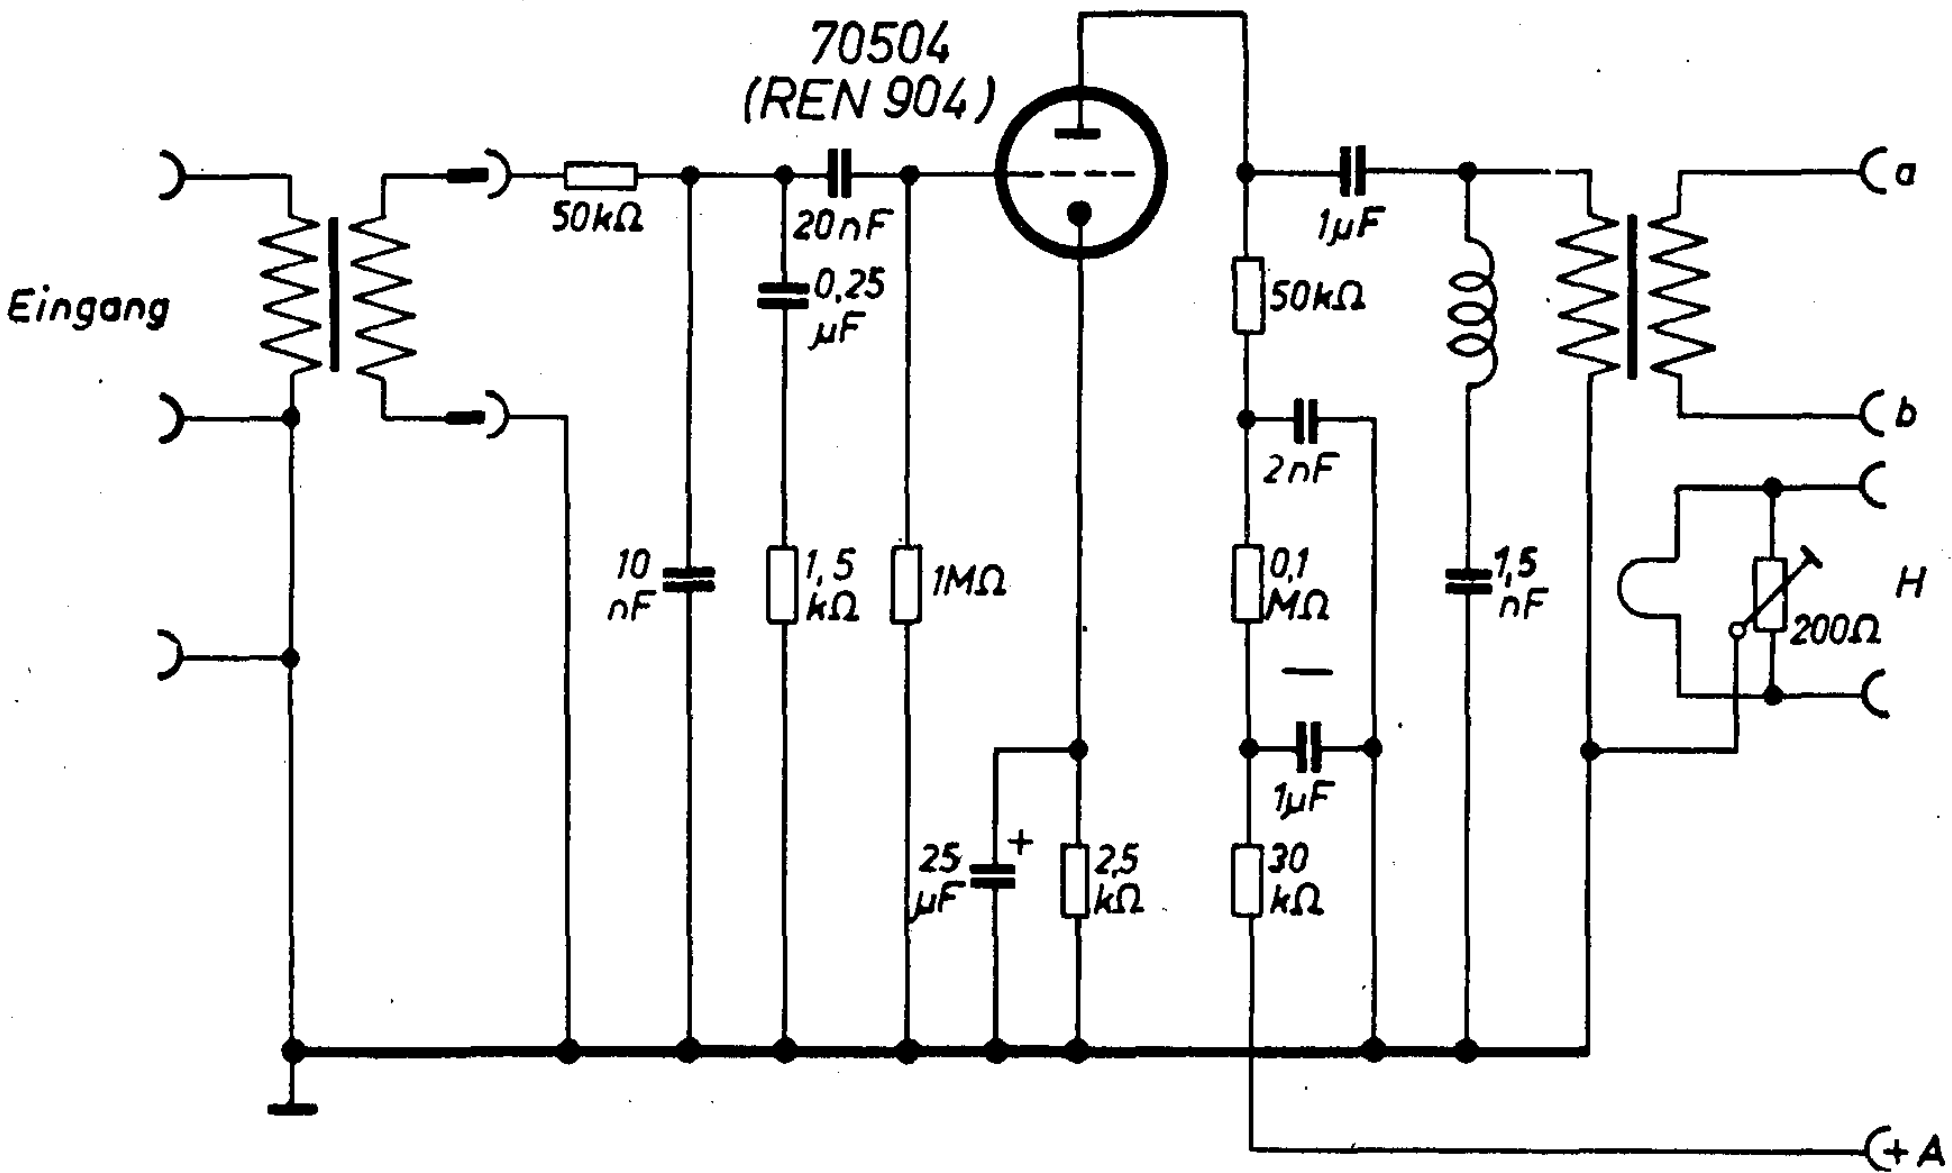 70504
(REN 904)
Eingang
50kΩ
20nF
0,25
µF
10
nF
1,5
kΩ
1MΩ
25
µF
+
2,5
kΩ
1µF
50kΩ
2nF
0,1
MΩ
1µF
30
kΩ
1,5
nF
a
b
H
200Ω
+A